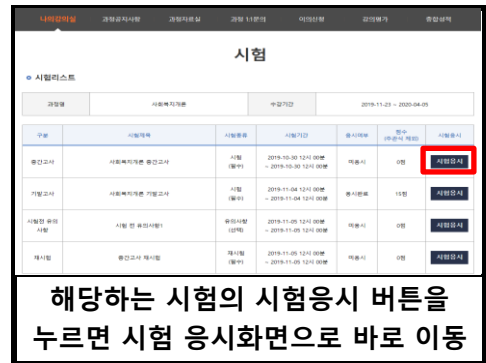 나의강의실 과정공지사항 과정자료실 과정 1:1문의 이의신청 강의평가 종합성적
시험
시험리스트
과정명 사회복지개론 수강기간 2019-11-23 ~ 2020-04-05
구분 시험제목 시험종류 시험기간 응시여부 점수 시험응시
(주관식 제외)
중간고사 사회복지개론 중간고사 시험 2019-10-30 12시 00분 미응시 0점 시험응시
(필수) ~ 2019-10-30 12시 00분
기말고사 사회복지개론 기말고사 시험 2019-11-04 12시 00분 응시완료 15점 시험응시
(필수) ~ 2019-11-04 12시 00분
시험전 유의 시험 전 유의사항1 유의사항 2019-11-05 12시 00분 미응시 0점 시험응시
사항 (선택) ~ 2019-11-05 12시 00분
재시험 중간고사 재시험 재시험 2019-11-05 12시 00분 미응시 0점 시험응시
(필수) ~ 2019-11-05 12시 00분
해당하는 시험의 시험응시 버튼을
누르면 시험 응시화면으로 바로 이동